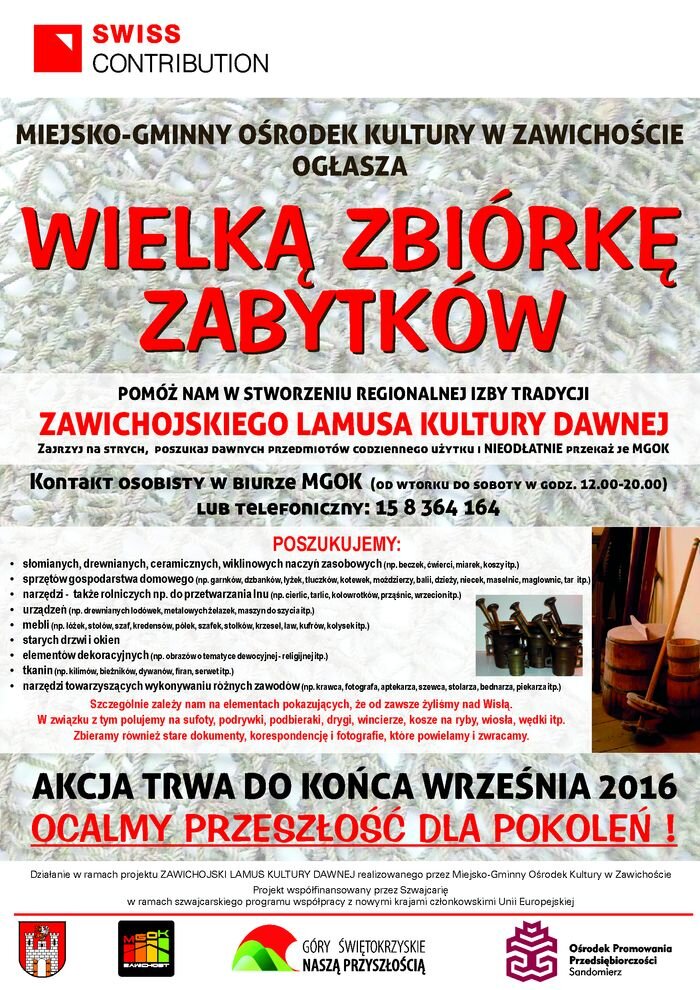 SWISS
CONTRIBUTION
MIEJSKO-GMINNY OŚRODEK KULTURY W ZAWICHOŚCIE
OGŁASZA
WIELKĄ ZBIÓRKĘ
ZABYTKÓW
POMÓŻ NAM W STWORZENIU REGIONALNEJ IZBY TRADYCJI
ZAWICHOJSKIEGO LAMUSA KULTURY DAWNEJ
ZAJRZYJ NA STRYCH, POSZUKAJ DAWNYCH PRZEDMIOTÓW CODZIENNEGO UŻYTKU I NIEODŁATNIE PRZEKAŻ JE MGOK
KONTAKT OSOBISTY W BIURZE MGOK (OD WTORKU DO SOBOTY W GODZ. 12.00-20.00)
LUB TELEFONICZNY: 15 8 364 164
POSZUKUJEMY:
• słomianych, drewnianych, ceramicznych, wiklinowych naczyń zasobowych (np. beczek, ćwierci, miarek, koszy itp.)
• sprzętów gospodarstwa domowego (np. garnków, dzbanków, łyżek, tłuczków, kotewek, moździerzy, balii, dzieży, niecek, maselnic, maglownic, tar itp.)
• narzędzi - także rolniczych np. do przetwarzania lnu (np. cierlic, tarlic, kołowrotków, prząśnic, wrzecion itp.)
• urządzeń (np. drewnianych lodówek, metalowych żelazek, maszyn do szycia itp.)
• mebli (np. łóżek, stołów, szaf, kredensów, półek, szafek, stołków, krzeseł, ław, kufrów, kołysek itp.)
• starych drzwi i okien
• elementów dekoracyjnych (np. obrazów o tematyce dewocyjnej - religijnej itp.)
• tkanin (np. kilimów, bieżników, dywanów, firan, serwet itp.)
• narzędzi towarzyszących wykonywaniu różnych zawodów (np. krawca, fotografa, aptekarza, szewca, stolarza, bednarza, piekarza itp.)
Szczególnie zależy nam na elementach pokazujących, że od zawsze żyliśmy nad Wisłą.
W związku z tym polujemy na sufoty, podrywki, podbieraki, drygi, wincierze, kosze na ryby, wiosła, wędki itp.
Zbieramy również stare dokumenty, korespondencję i fotografie, które powielamy i zwracamy.
AKCJA TRWA DO KOŃCA WRZEŚNIA 2016
OCALMY PRZESZŁOŚĆ DLA POKOLEŃ !
Działanie w ramach projektu ZAWICHOJSKI LAMUS KULTURY DAWNEJ realizowanego przez Miejsko-Gminny Ośrodek Kultury w Zawichoście
Projekt współfinansowany przez Szwajcarię
w ramach szwajcarskiego programu współpracy z nowymi krajami członkowskimi Unii Europejskiej
MGOK
ZAWICHOST
GÓRY ŚWIĘTOKRZYSKIE
NASZĄ PRZYSZŁOŚCIĄ
Ośrodek Promowania
Przedsiębiorczości
Sandomierz